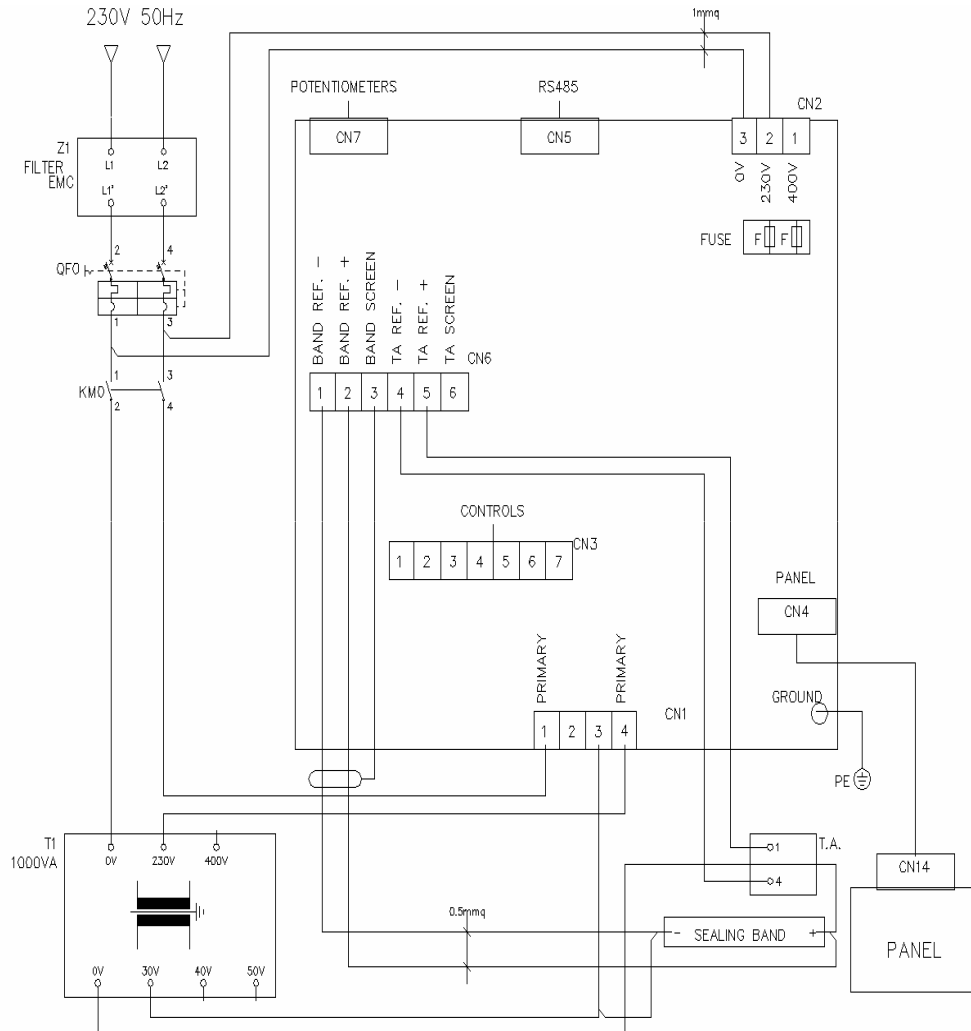 230V 50Hz
1mmq
POTENTIOMETERS
RS485
CN2
CN7
CN5
3 2 1
0V
230V
400V
Z1
FILTER
EMC
L1 L2
L1' L2'
FUSE
F F
2 4
QF0
1 3
BAND REF. -
BAND REF. +
BAND SCREEN
TA REF. -
TA REF. +
TA SCREEN
CN6
1 2 3 4 5 6
1 3
KM0
2 4
CONTROLS
CN3
1 2 3 4 5 6 7
PANEL
CN4
PRIMARY
PRIMARY
GROUND
CN1
1 2 3 4
PE
T1
1000VA
0V 230V 400V
T.A.
1
4
CN14
0.5mmq
- SEALING BAND +
PANEL
0V 30V 40V 50V